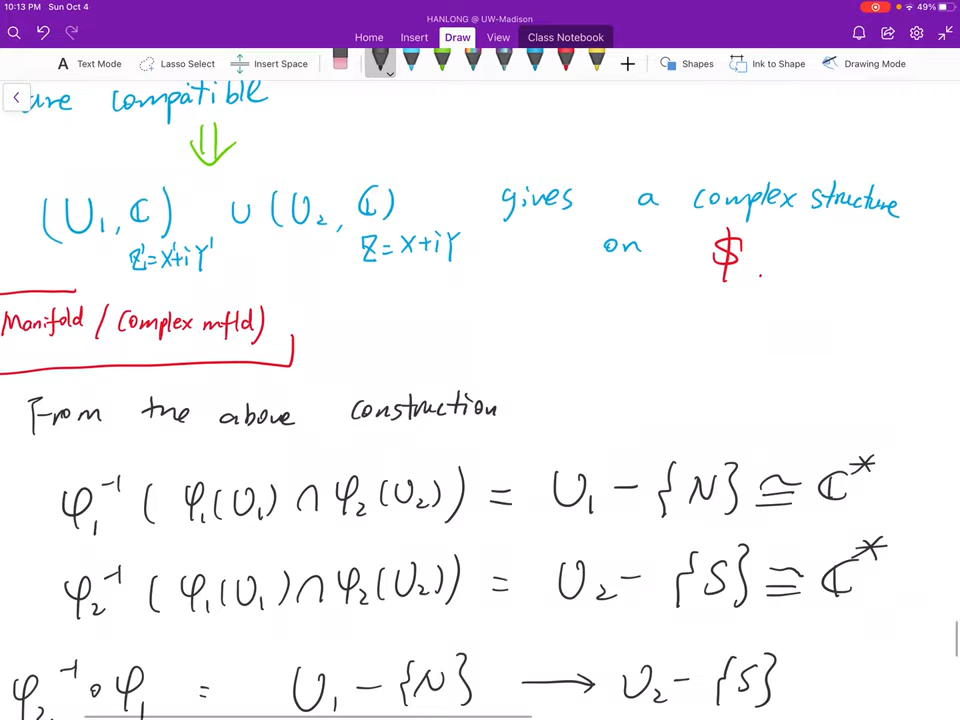 10:13 PM Sun Oct 4
49%
HANLONG @ UW-Madison
Home Insert Draw View Class Notebook
A Text Mode Lasso Select Insert Space Shapes Ink to Shape Drawing Mode
compatible
⇓
(U₁, ℂ) ∪ (U₂, ℂ) gives a complex structure
Z'=X'+iY' Z=X+iY on $.
Manifold / Complex mfld)
From the above construction
φ₁⁻¹ (φ₁(U₁) ∩ φ₂(U₂)) = U₁ - {N} ≅ ℂ*
φ₂⁻¹ (φ₁(U₁) ∩ φ₂(U₂)) = U₂ - {S} ≅ ℂ*
φ₂⁻¹ ∘ φ₁ : U₁ - {N} ⟶ U₂ - {S}